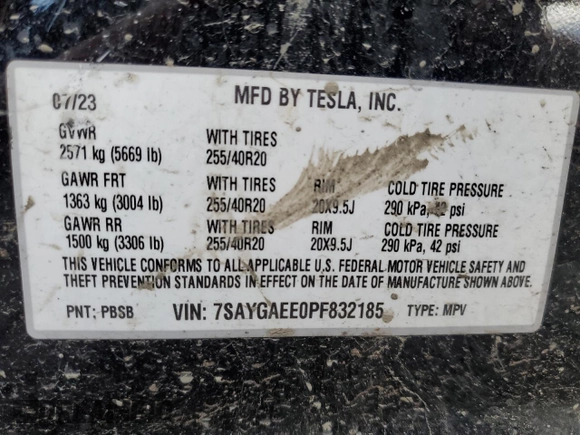 07/23 MFD BY TESLA, INC.
GVWR WITH TIRES
2571 kg (5669 lb) 255/40R20
GAWR FRT WITH TIRES RIM COLD TIRE PRESSURE
1363 kg (3004 lb) 255/40R20 20X9.5J 290 kPa, 42 psi
GAWR RR WITH TIRES RIM COLD TIRE PRESSURE
1500 kg (3306 lb) 255/40R20 20X9.5J 290 kPa, 42 psi
THIS VEHICLE CONFORMS TO ALL APPLICABLE U.S. FEDERAL MOTOR VEHICLE SAFETY AND
THEFT PREVENTION STANDARDS IN EFFECT ON THE DATE OF MANUFACTURE SHOWN ABOVE.
PNT: PBSB VIN: 7SAYGAEE0PF832185 TYPE: MPV